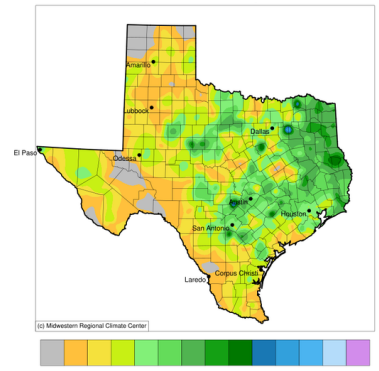 Amarillo
Lubbock
Dallas
El Paso
Odessa
Austin
Houston
San Antonio
Corpus Christi
Laredo
(c) Midwestern Regional Climate Center